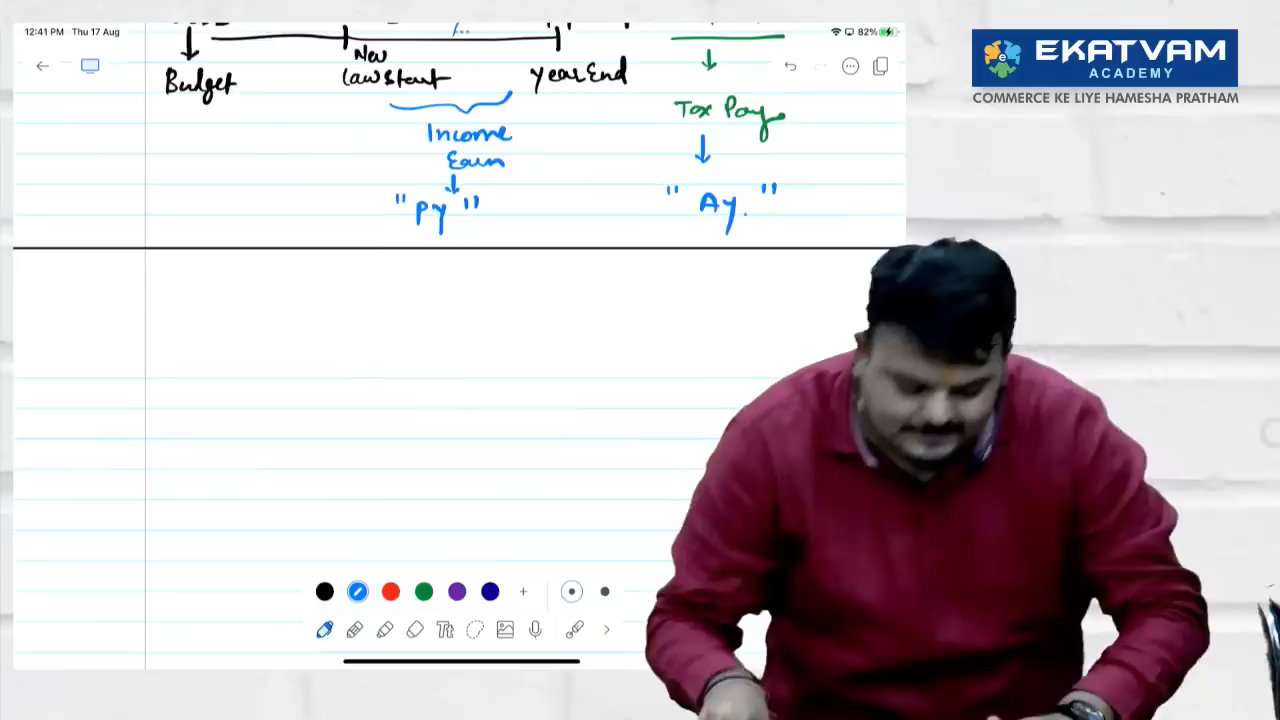 12:41 PM Thu 17 Aug
82%
EKATVAM
ACADEMY
COMMERCE KE LIYE HAMESHA PRATHAM
Budget
New
law start
Year End
Income
Earn
"PY"
Tax Pay
"Ay."
Tt